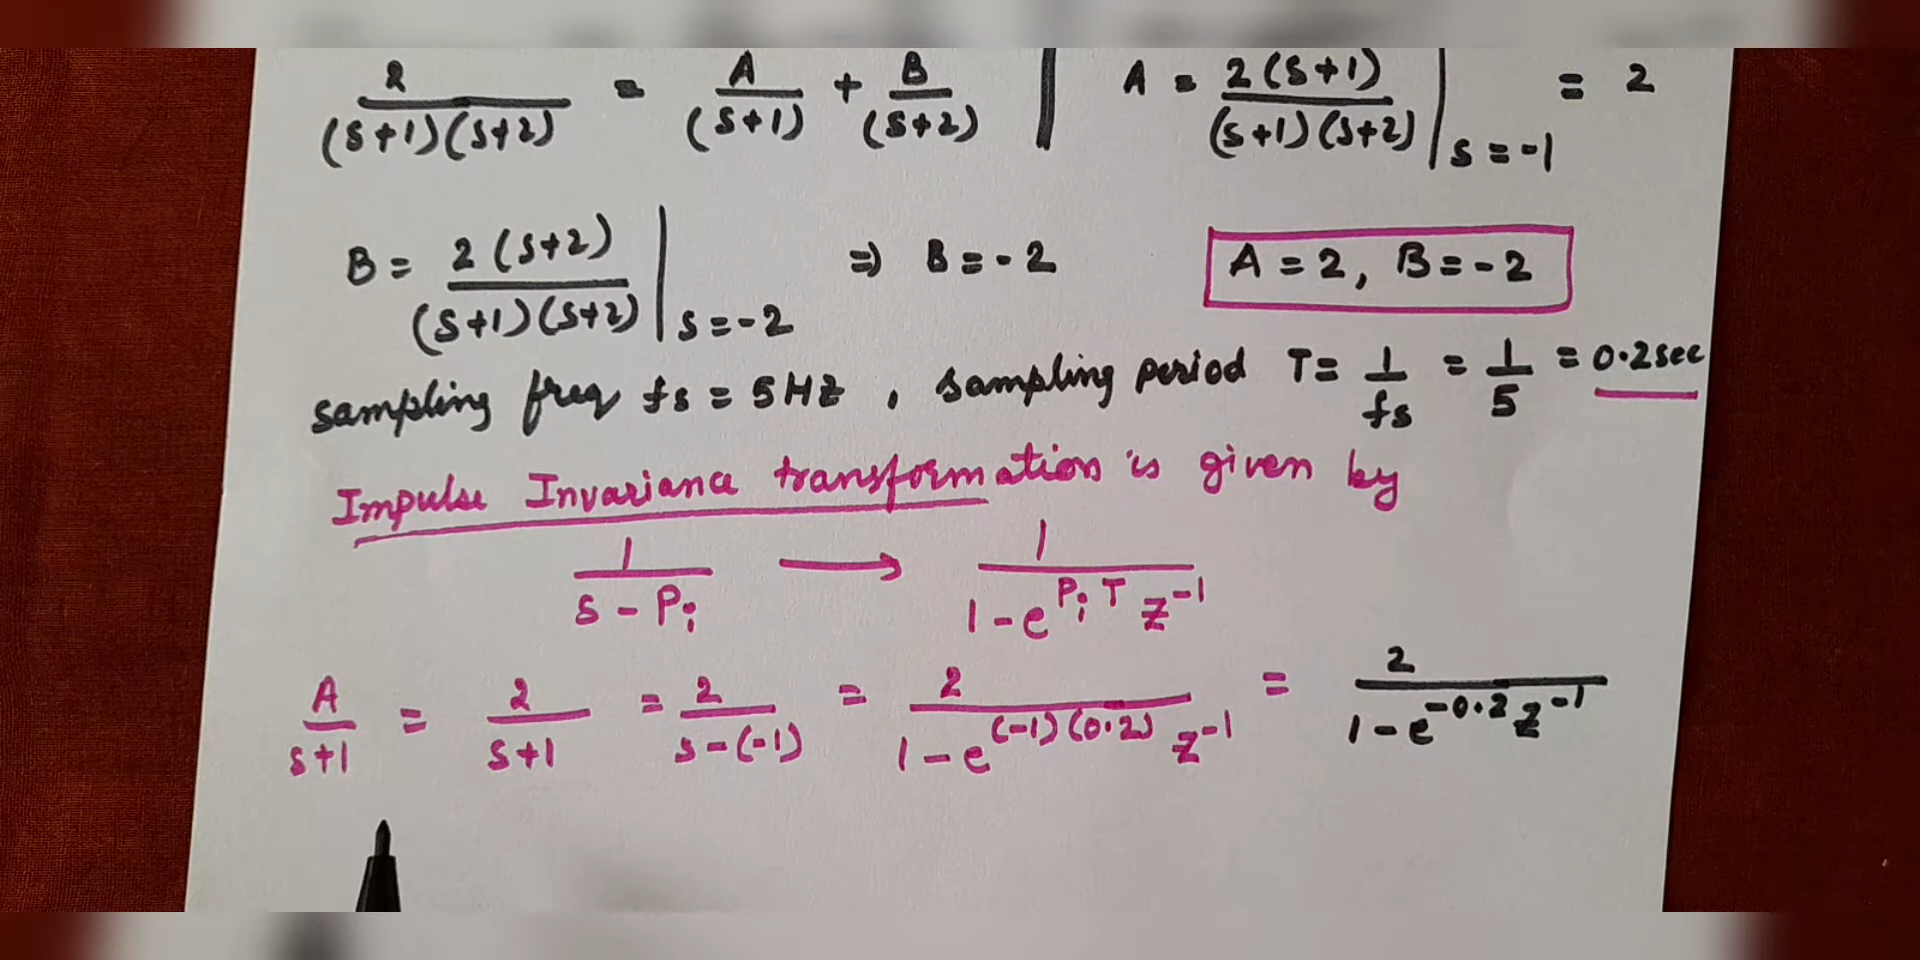 2/((s+1)(s+2)) = A/(s+1) + B/(s+2) | A = 2(s+1)/((s+1)(s+2)) |s=-1 = 2
B = 2(s+2)/((s+1)(s+2)) |s=-2 ⇒ B = -2 A = 2, B = -2
sampling freq fs = 5HZ, sampling period T = 1/fs = 1/5 = 0.2sec
Impulse Invariance transformation is given by
1/(s - Pi) → 1/(1 - e^(Pi T) z^-1)
A/(s+1) = 2/(s+1) = 2/(s-(-1)) = 2/(1 - e^((-1)(0.2)) z^-1) = 2/(1 - e^(-0.2) z^-1)